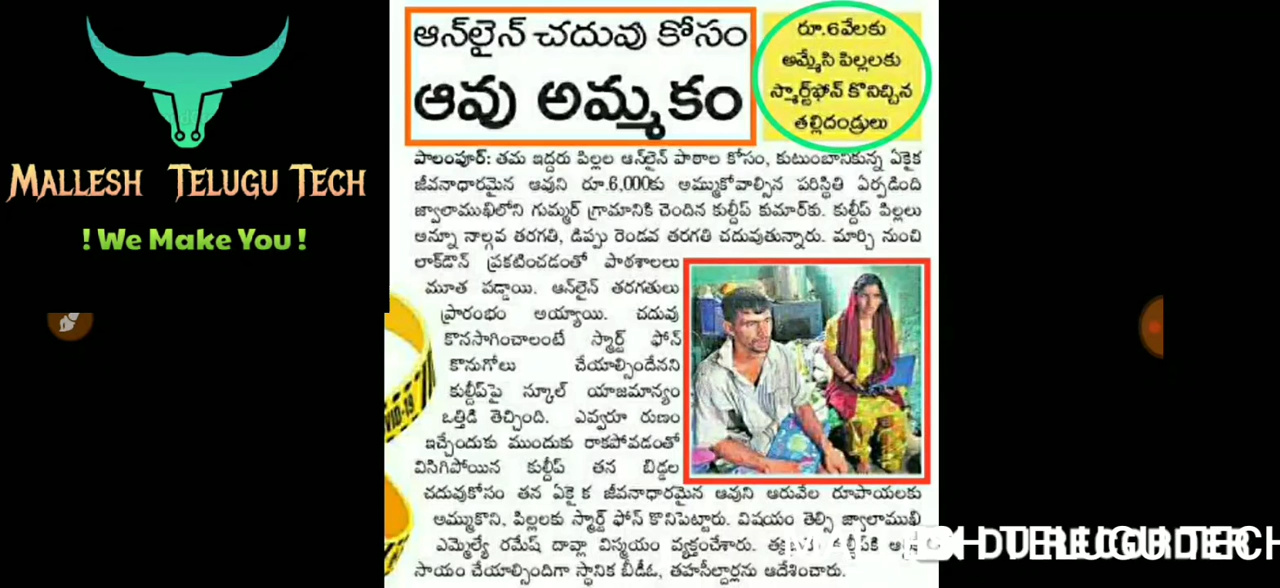 MALLESH TELUGU TECH
! We Make You !
ఆన్‌లైన్ చదువు కోసం
ఆవు అమ్మకం
రూ.6వేలకు
అమ్మేసి పిల్లలకు
స్మార్ట్‌ఫోన్ కొనిచ్చిన
తల్లిదండ్రులు
పాలంపూర్: తమ ఇద్దరు పిల్లల ఆన్‌లైన్ పాఠాల కోసం, కుటుంబానికున్న ఏకైక
జీవనాధారమైన ఆవుని రూ.6,000కు అమ్ముకోవాల్సిన పరిస్థితి ఏర్పడింది
జ్వాలాముఖిలోని గుమ్మర్ గ్రామానికి చెందిన కుల్దీప్ కుమార్‌కు. కుల్దీప్ పిల్లలు
అన్నూ నాల్గవ తరగతి, డిప్పు రెండవ తరగతి చదువుతున్నారు. మార్చి నుంచి
లాక్‌డౌన్ ప్రకటించడంతో పాఠశాలలు
మూత పడ్డాయి. ఆన్‌లైన్ తరగతులు
ప్రారంభం అయ్యాయి. చదువు
కొనసాగించాలంటే స్మార్ట్ ఫోన్
కొనుగోలు చేయాల్సిందేనని
కుల్దీప్‌పై స్కూల్ యాజమాన్యం
ఒత్తిడి తెచ్చింది. ఎవ్వరూ రుణం
ఇచ్చేందుకు ముందుకు రాకపోవడంతో
విసిగిపోయిన కుల్దీప్ తన బిడ్డల
చదువుకోసం తన ఏకై క జీవనాధారమైన ఆవుని ఆరువేల రూపాయలకు
అమ్ముకొని, పిల్లలకు స్మార్ట్ ఫోన్ కొనిపెట్టారు. విషయం తెల్సి జ్వాలాముఖి
ఎమ్మెల్యే రమేష్ దావ్లా విస్మయం వ్యక్తంచేశారు.
సాయం చేయాల్సిందిగా స్థానిక బీడీఓ, తహసీల్దార్లను ఆదేశించారు.